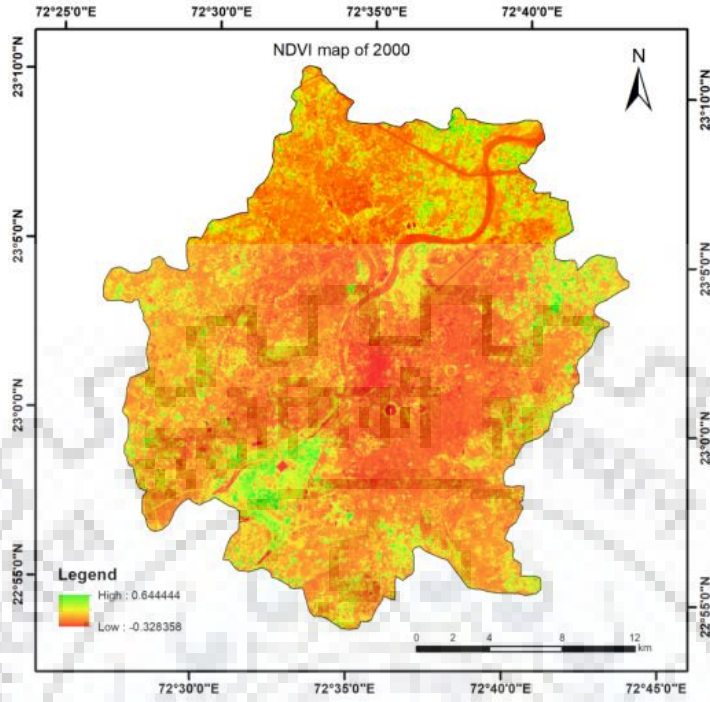 72°25'0"E 72°30'0"E 72°35'0"E 72°40'0"E
NDVI map of 2000
N
23°10'0"N 23°10'0"N
23°5'0"N 23°5'0"N
23°0'0"N 23°0'0"N
22°55'0"N 22°55'0"N
Legend
High : 0.644444
Low : -0.328358
0 2 4 8 12
km
72°30'0"E 72°35'0"E 72°40'0"E 72°45'0"E